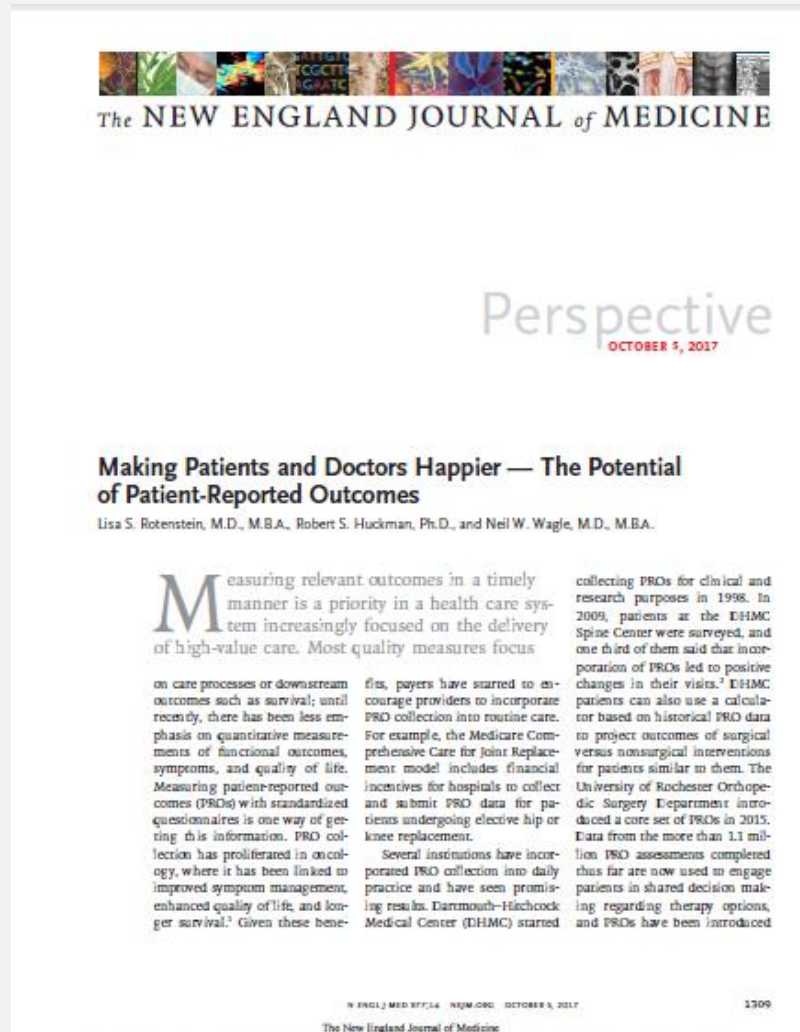 The NEW ENGLAND JOURNAL of MEDICINE
Perspective
OCTOBER 5, 2017
Making Patients and Doctors Happier — The Potential
of Patient-Reported Outcomes
Lisa S. Rotenstein, M.D., M.B.A., Robert S. Huckman, Ph.D., and Neil W. Wagle, M.D., M.B.A.
Measuring relevant outcomes in a timely
manner is a priority in a health care sys-
tem increasingly focused on the delivery
of high-value care. Most quality measures focus
on care processes or downstream
outcomes such as survival; until
recently, there has been less em-
phasis on quantitative measure-
ments of functional outcomes,
symptoms, and quality of life.
Measuring patient-reported out-
comes (PROs) with standardized
questionnaires is one way of get-
ting this information. PRO col-
lection has proliferated in oncol-
ogy, where it has been linked to
improved symptom management,
enhanced quality of life, and lon-
ger survival.¹ Given these bene-
fits, payers have started to en-
courage providers to incorporate
PRO collection into routine care.
For example, the Medicare Com-
prehensive Care for Joint Replace-
ment model includes financial
incentives for hospitals to collect
and submit PRO data for pa-
tients undergoing elective hip or
knee replacement.
Several institutions have incor-
porated PRO collection into daily
practice and have seen promis-
ing results. Dartmouth–Hitchcock
Medical Center (DHMC) started
collecting PROs for clinical and
research purposes in 1998. In
2009, patients at the DHMC
Spine Center were surveyed, and
one third of them said that incor-
poration of PROs led to positive
changes in their visits.² DHMC
patients can also use a calcula-
tor based on historical PRO data
to project outcomes of surgical
versus nonsurgical interventions
for patients similar to them. The
University of Rochester Orthope-
dic Surgery Department intro-
duced a core set of PROs in 2015.
Data from the more than 1.1 mil-
lion PRO assessments completed
thus far are now used to engage
patients in shared decision mak-
ing regarding therapy options,
and PROs have been introduced
N ENGL J MED 377;14 NEJM.ORG OCTOBER 5, 2017
1309
The New England Journal of Medicine